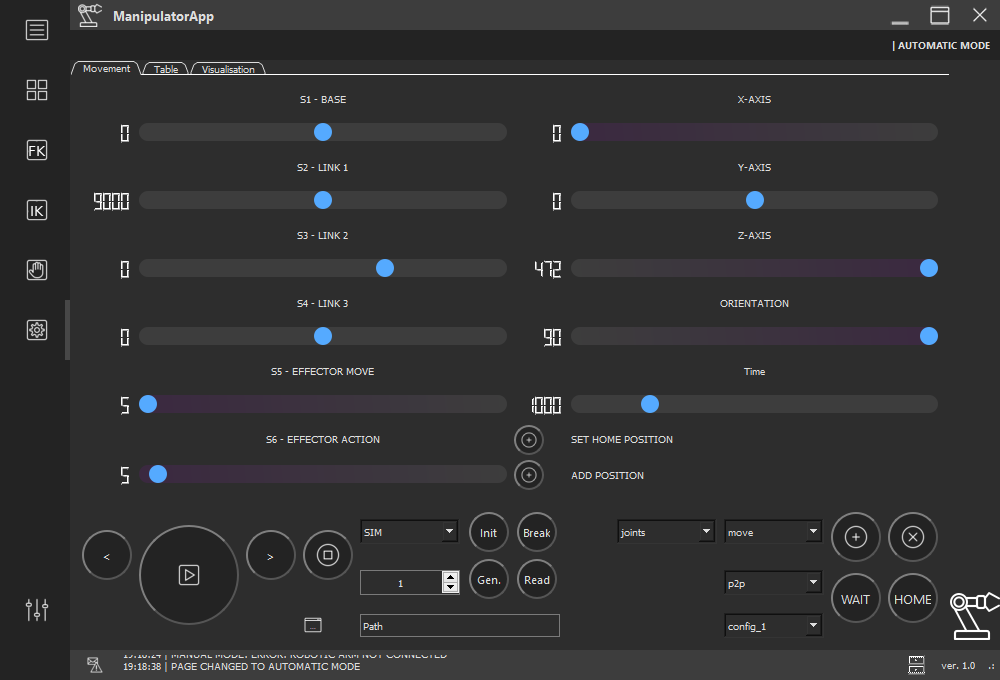 ManipulatorApp
| AUTOMATIC MODE
Movement Table Visualisation
S1 - BASE X-AXIS
0 0
S2 - LINK 1 Y-AXIS
9000 0
S3 - LINK 2 Z-AXIS
0 472
S4 - LINK 3 ORIENTATION
0 90
S5 - EFFECTOR MOVE Time
5 1000
S6 - EFFECTOR ACTION SET HOME POSITION
5 ADD POSITION
FK
IK
SIM Init Break joints move
< >
1 Gen. Read p2p WAIT HOME
... Path config_1
19:18:24 | MANUAL MODE: ERROR: ROBOTIC ARM NOT CONNECTED
19:18:38 | PAGE CHANGED TO AUTOMATIC MODE
ver. 1.0